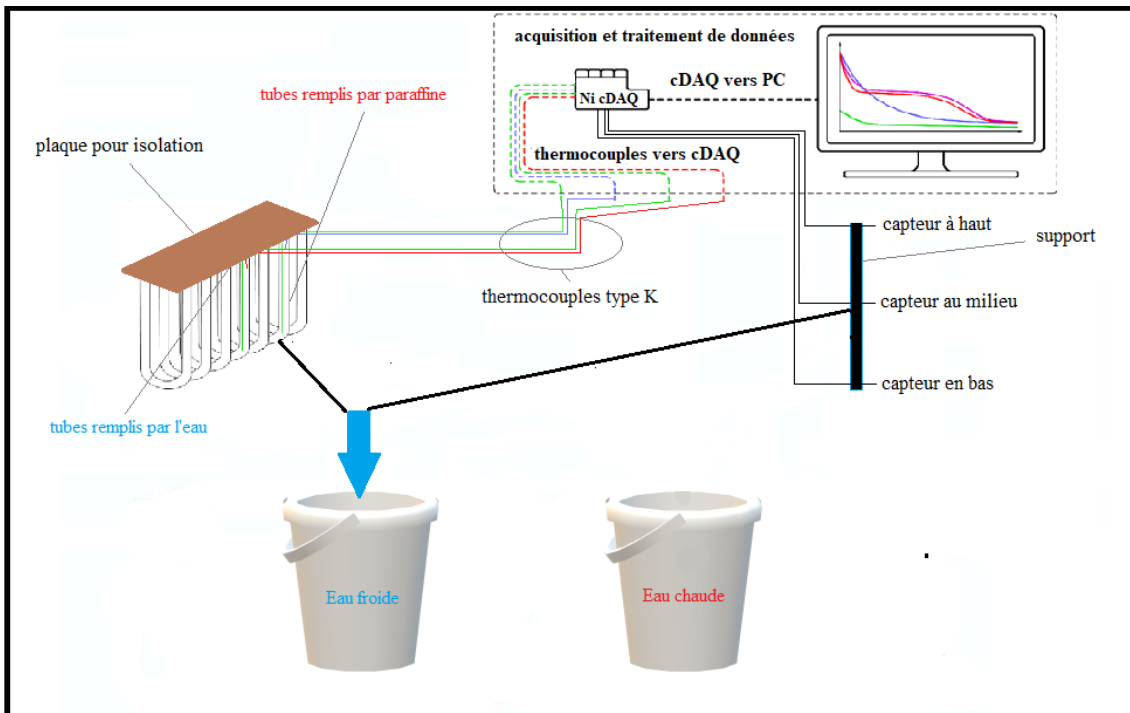 acquisition et traitement de données
cDAQ vers PC
Ni cDAQ
tubes remplis par paraffine
plaque pour isolation
thermocouples vers cDAQ
capteur à haut
support
thermocouples type K
capteur au milieu
capteur en bas
tubes remplis par l'eau
Eau froide
Eau chaude